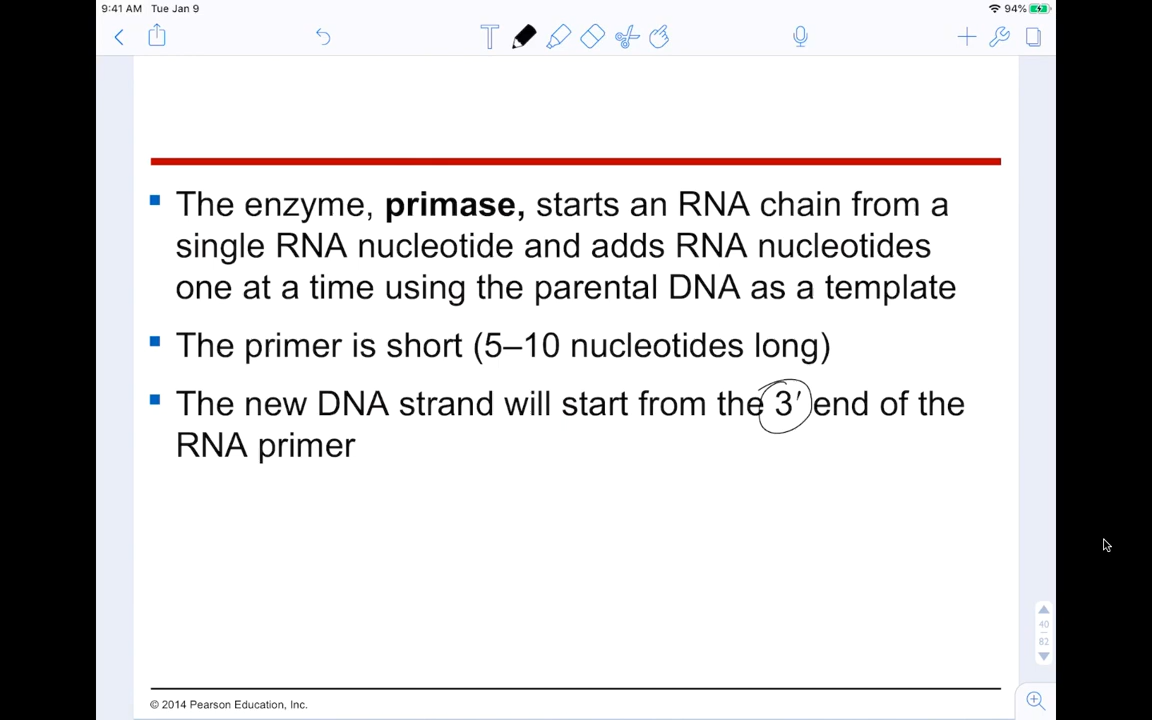 9:41 AM Tue Jan 9
94%
T
The enzyme, primase, starts an RNA chain from a
single RNA nucleotide and adds RNA nucleotides
one at a time using the parental DNA as a template
The primer is short (5–10 nucleotides long)
The new DNA strand will start from the 3′ end of the
RNA primer
40
82
© 2014 Pearson Education, Inc.